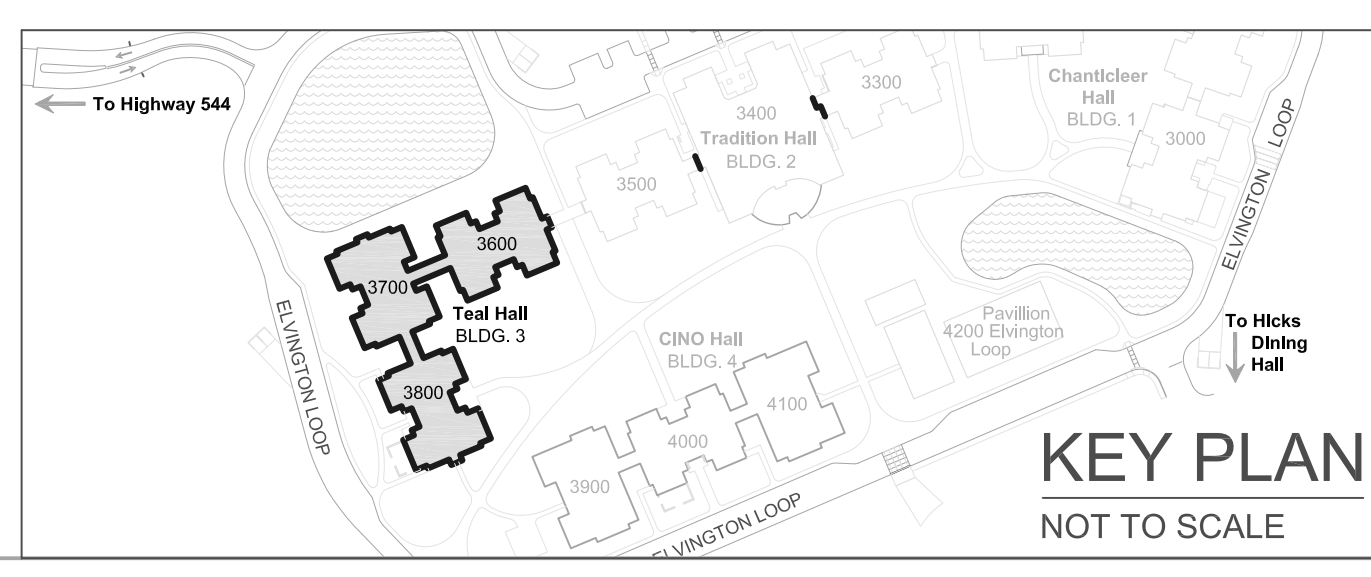 To Highway 544
3300
Chanticleer
Hall
BLDG. 1
3400
Tradition Hall
BLDG. 2
3000
ELVINGTON LOOP
3500
3600
3700
Teal Hall
BLDG. 3
3800
ELVINGTON LOOP
CINO Hall
BLDG. 4
Pavillion
4200 Elvington
Loop
To Hicks
Dining
Hall
4100
4000
3900
ELVINGTON LOOP
KEY PLAN
NOT TO SCALE